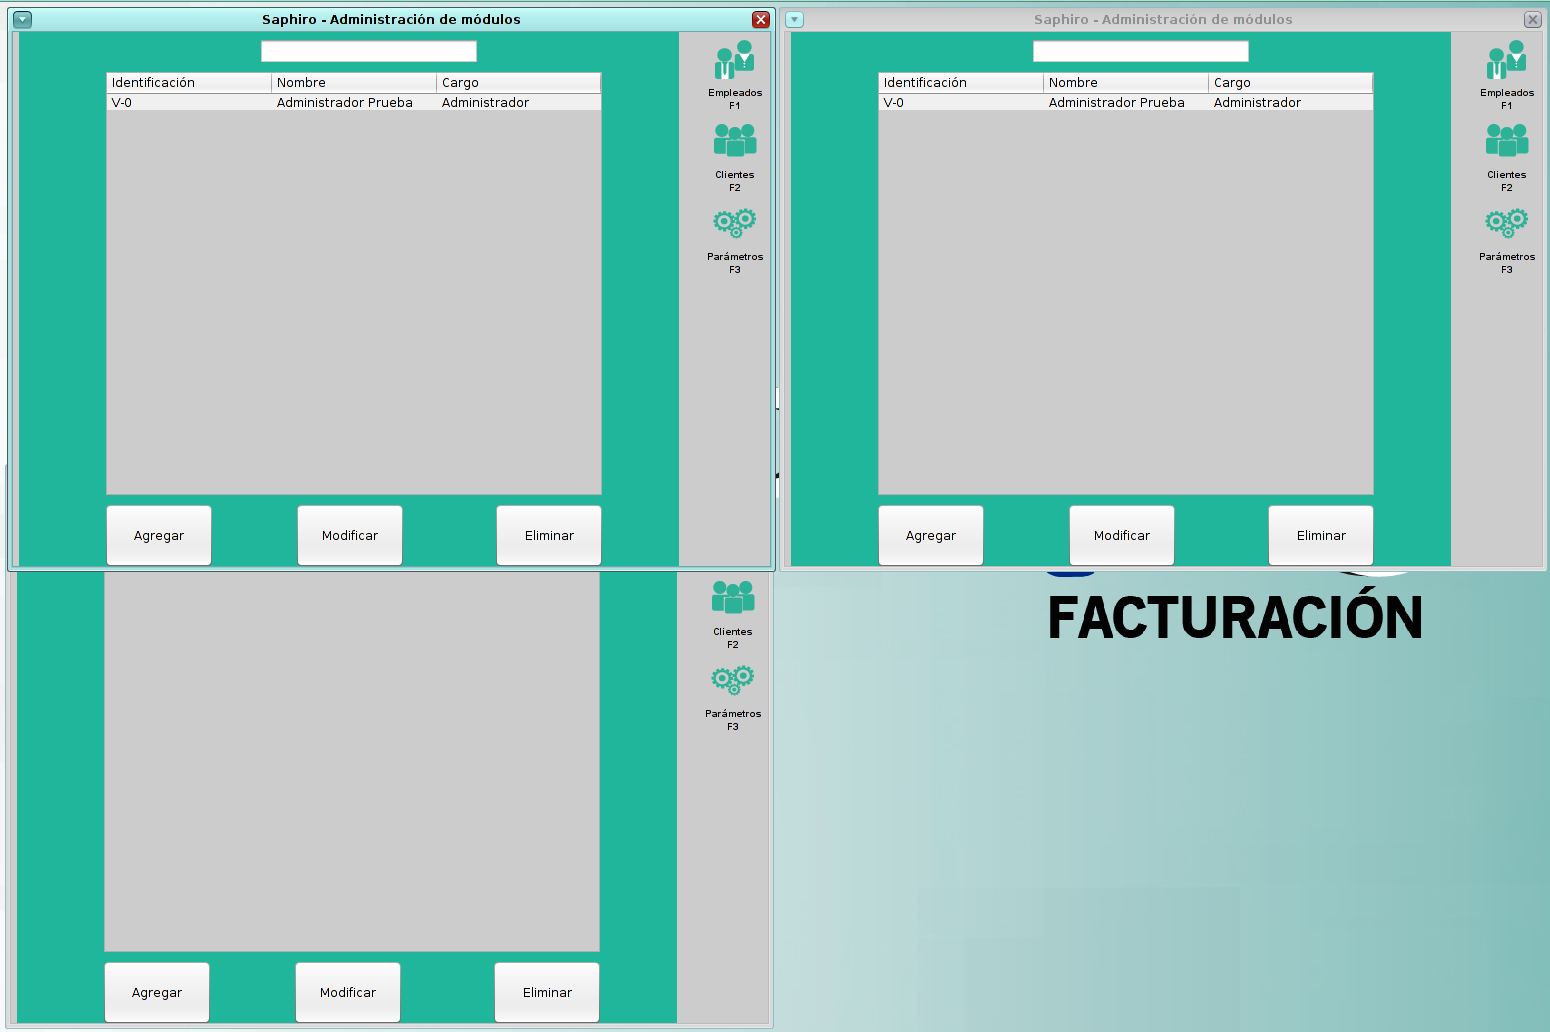 Saphiro - Administración de módulos
Identificación Nombre Cargo
V-0 Administrador Prueba Administrador
Empleados
F1
Clientes
F2
Parámetros
F3
Agregar Modificar Eliminar
Saphiro - Administración de módulos
Identificación Nombre Cargo
V-0 Administrador Prueba Administrador
Empleados
F1
Clientes
F2
Parámetros
F3
Agregar Modificar Eliminar
Clientes
F2
Parámetros
F3
Agregar Modificar Eliminar
FACTURACIÓN